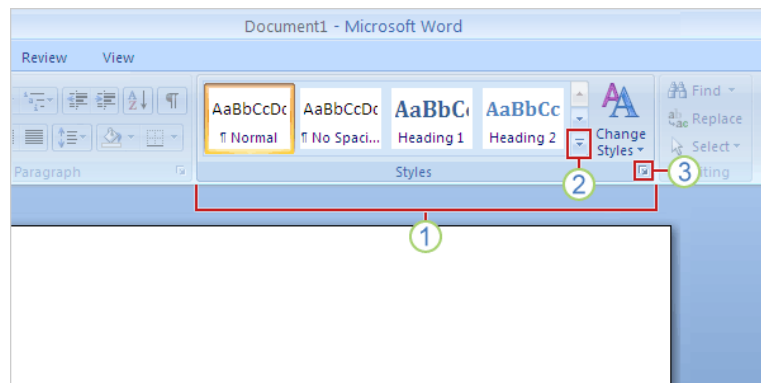 Document1 - Microsoft Word
Review View
AaBbCcDc AaBbCcDc AaBbC AaBbCc
¶ Normal ¶ No Spaci... Heading 1 Heading 2
Change
Styles
Find
Replace
Select
Paragraph
Styles
1
2
3